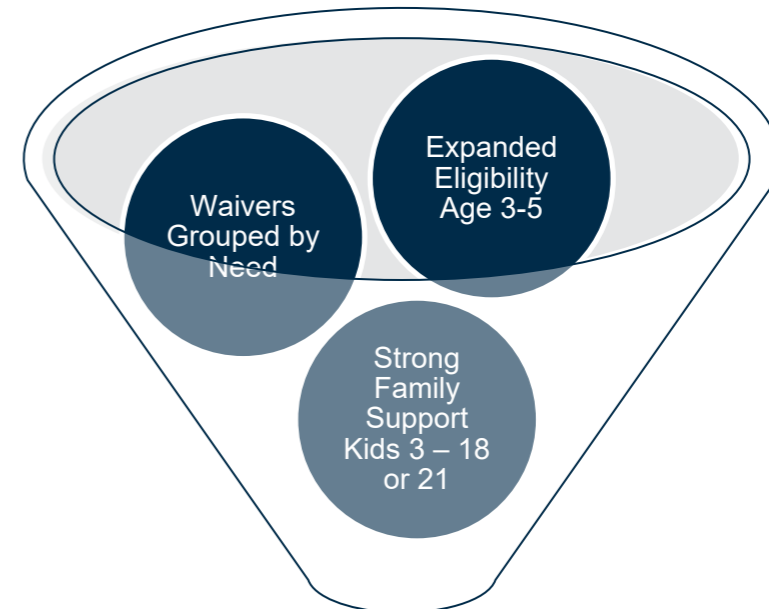 Expanded
Eligibility
Age 3-5
Waivers
Grouped by
Need
Strong
Family
Support
Kids 3 – 18
or 21